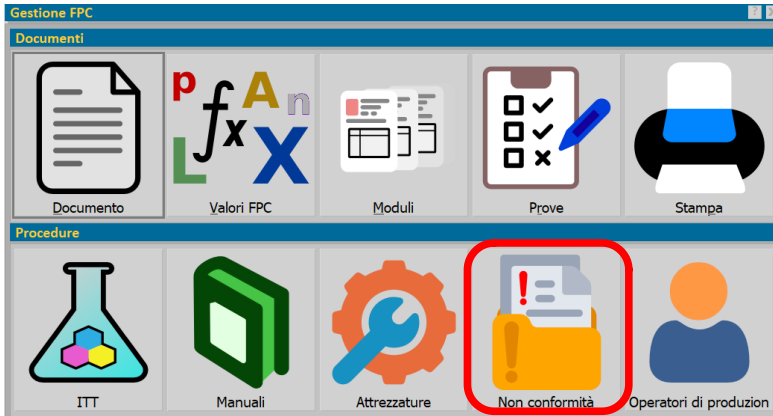 Gestione FPC
Documenti
p f x A n L X
Documento Valori FPC Moduli Prove Stampa
Procedure
ITT Manuali Attrezzature Non conformità Operatori di produzion